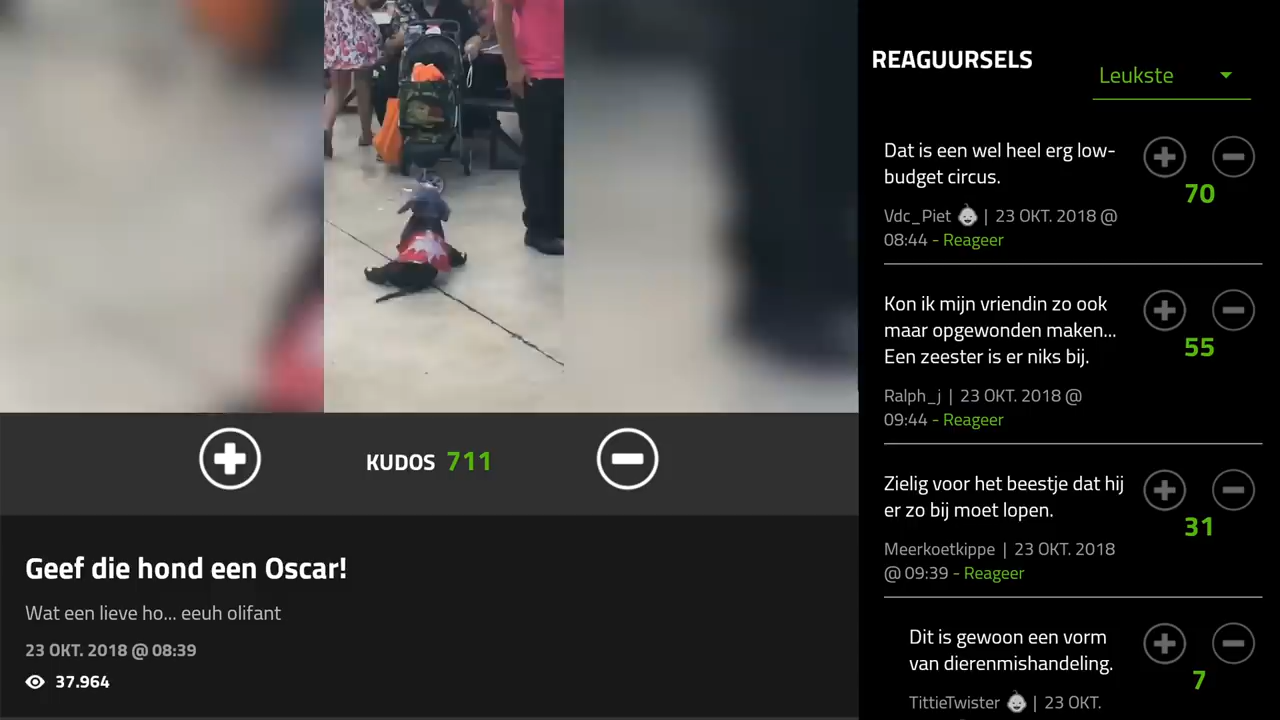 KUDOS 711
Geef die hond een Oscar!
Wat een lieve ho... eeuh olifant
23 OKT. 2018 @ 08:39
37.964
REAGUURSELS
Leukste
Dat is een wel heel erg low-
budget circus.
70
Vdc_Piet | 23 OKT. 2018 @
08:44 - Reageer
Kon ik mijn vriendin zo ook
maar opgewonden maken...
Een zeester is er niks bij.
55
Ralph_j | 23 OKT. 2018 @
09:44 - Reageer
Zielig voor het beestje dat hij
er zo bij moet lopen.
31
Meerkoetkippe | 23 OKT. 2018
@ 09:39 - Reageer
Dit is gewoon een vorm
van dierenmishandeling.
7
TittieTwister | 23 OKT.